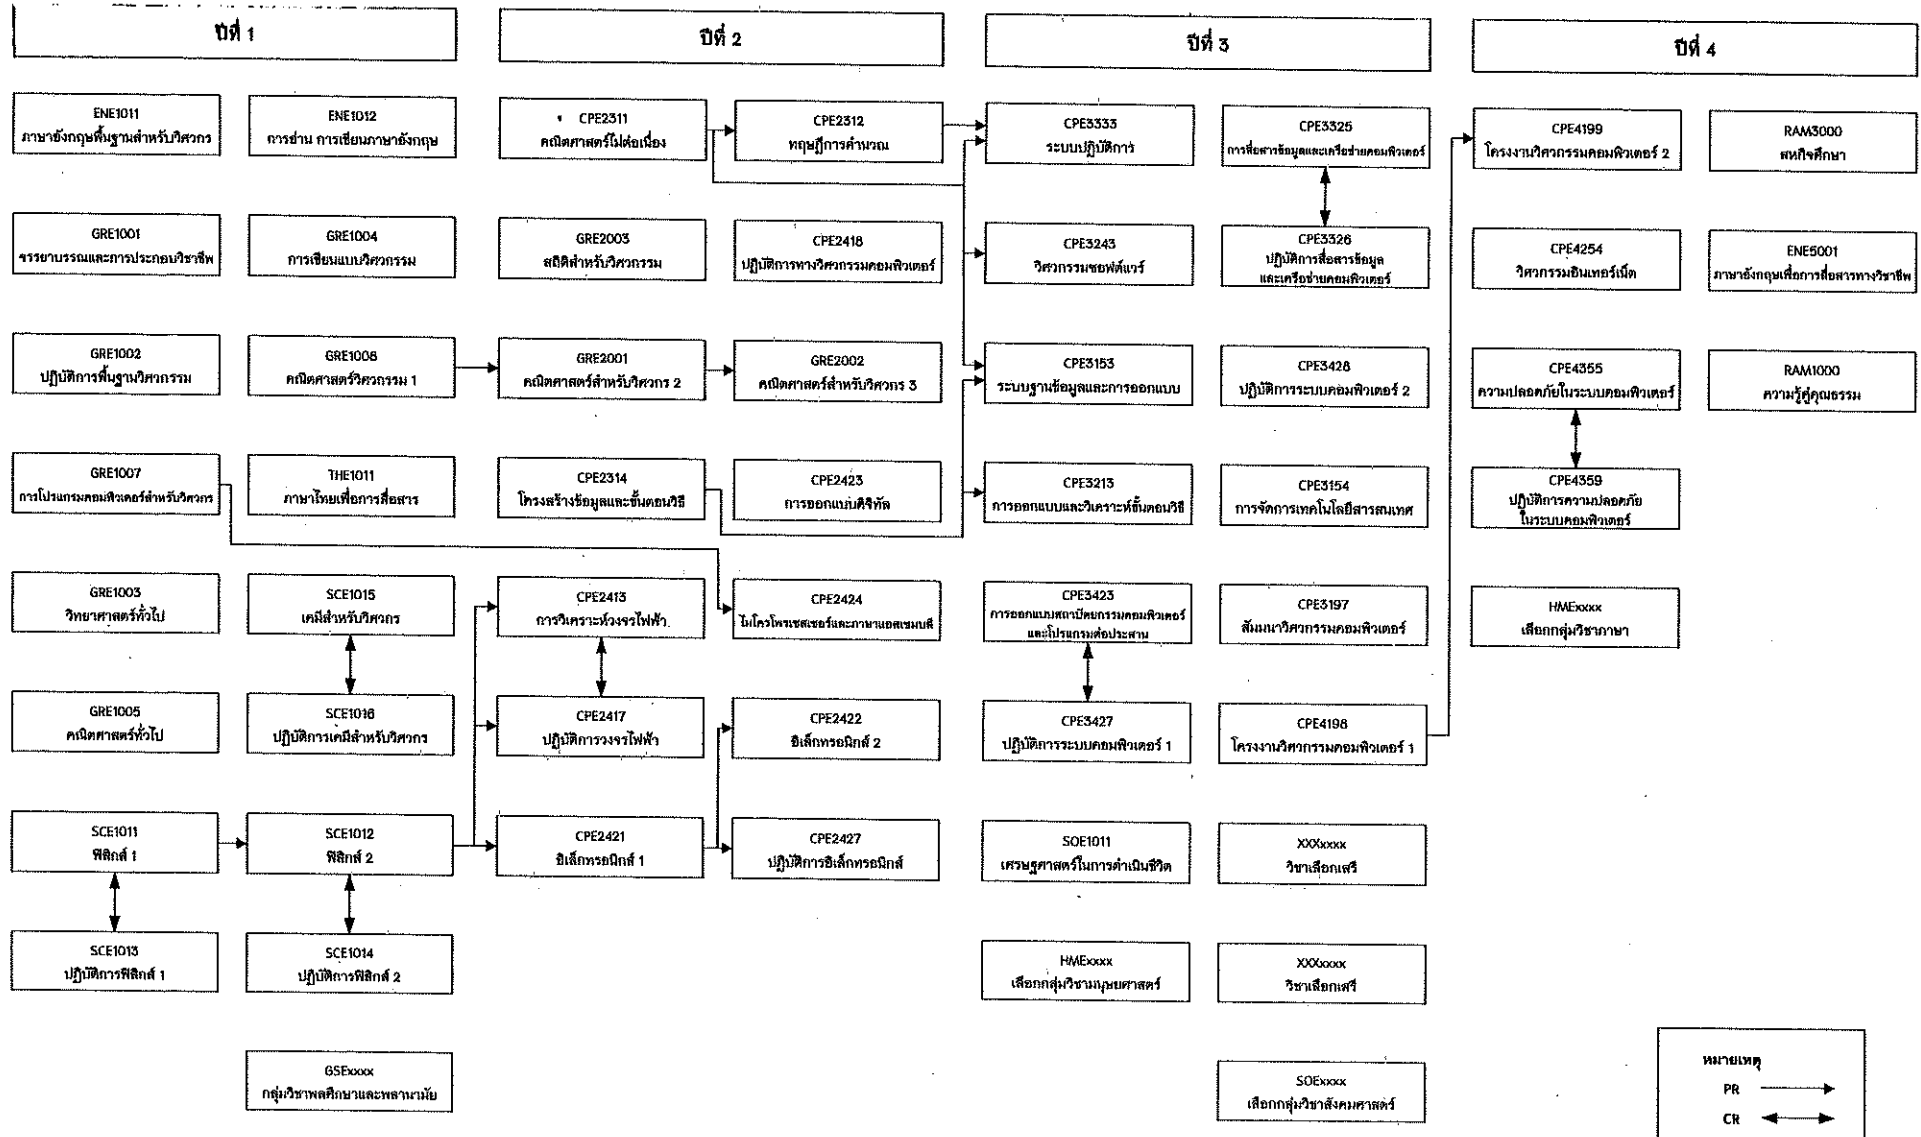 ปีที่ 1
ปีที่ 2
ปีที่ 3
ปีที่ 4
ENE1011
ภาษาอังกฤษพื้นฐานสำหรับวิศวกร
ENE1012
การอ่าน การเขียนภาษาอังกฤษ
CPE2311
คณิตศาสตร์ไม่ต่อเนื่อง
CPE2312
ทฤษฎีการคำนวณ
CPE3333
ระบบปฏิบัติการ
CPE3325
การสื่อสารข้อมูลและเครือข่ายคอมพิวเตอร์
CPE4199
โครงงานวิศวกรรมคอมพิวเตอร์ 2
RAM3000
สหกิจศึกษา
GRE1001
จรรยาบรรณและการประกอบวิชาชีพ
GRE1004
การเขียนแบบวิศวกรรม
GRE2003
สถิติสำหรับวิศวกรรม
CPE2418
ปฏิบัติการทางวิศวกรรมคอมพิวเตอร์
CPE3243
วิศวกรรมซอฟต์แวร์
CPE3326
ปฏิบัติการสื่อสารข้อมูล
และเครือข่ายคอมพิวเตอร์
CPE4254
วิศวกรรมอินเทอร์เน็ต
ENE5001
ภาษาอังกฤษเพื่อการสื่อสารทางวิชาชีพ
GRE1002
ปฏิบัติการพื้นฐานวิศวกรรม
GRE1008
คณิตศาสตร์วิศวกรรม 1
GRE2001
คณิตศาสตร์สำหรับวิศวกร 2
GRE2002
คณิตศาสตร์สำหรับวิศวกร 3
CPE3153
ระบบฐานข้อมูลและการออกแบบ
CPE3428
ปฏิบัติการระบบคอมพิวเตอร์ 2
CPE4355
ความปลอดภัยในระบบคอมพิวเตอร์
RAM1000
ความรู้คู่คุณธรรม
GRE1007
การโปรแกรมคอมพิวเตอร์สำหรับวิศวกร
THE1011
ภาษาไทยเพื่อการสื่อสาร
CPE2314
โครงสร้างข้อมูลและขั้นตอนวิธี
CPE2423
การออกแบบดิจิทัล
CPE3213
การออกแบบและวิเคราะห์ขั้นตอนวิธี
CPE3154
การจัดการเทคโนโลยีสารสนเทศ
CPE4359
ปฏิบัติการความปลอดภัย
ในระบบคอมพิวเตอร์
GRE1003
วิทยาศาสตร์ทั่วไป
SCE1015
เคมีสำหรับวิศวกร
CPE2413
การวิเคราะห์วงจรไฟฟ้า
CPE2424
ไมโครโพรเซสเซอร์และภาษาแอสเซมบลี
CPE3423
การออกแบบสถาปัตยกรรมคอมพิวเตอร์
และโปรแกรมต่อประสาน
CPE3197
สัมมนาวิศวกรรมคอมพิวเตอร์
HMExxxx
เลือกกลุ่มวิชาภาษา
GRE1005
คณิตศาสตร์ทั่วไป
SCE1016
ปฏิบัติการเคมีสำหรับวิศวกร
CPE2417
ปฏิบัติการวงจรไฟฟ้า
CPE2422
อิเล็กทรอนิกส์ 2
CPE3427
ปฏิบัติการระบบคอมพิวเตอร์ 1
CPE4198
โครงงานวิศวกรรมคอมพิวเตอร์ 1
SCE1011
ฟิสิกส์ 1
SCE1012
ฟิสิกส์ 2
CPE2421
อิเล็กทรอนิกส์ 1
CPE2427
ปฏิบัติการอิเล็กทรอนิกส์
SOE1011
เศรษฐศาสตร์ในการดำเนินชีวิต
XXXxxxx
วิชาเลือกเสรี
SCE1013
ปฏิบัติการฟิสิกส์ 1
SCE1014
ปฏิบัติการฟิสิกส์ 2
HMExxxx
เลือกกลุ่มวิชามนุษยศาสตร์
XXXxxxx
วิชาเลือกเสรี
GSExxxx
กลุ่มวิชาพลศึกษาและพลานามัย
SOExxxx
เลือกกลุ่มวิชาสังคมศาสตร์
หมายเหตุ
PR
CR